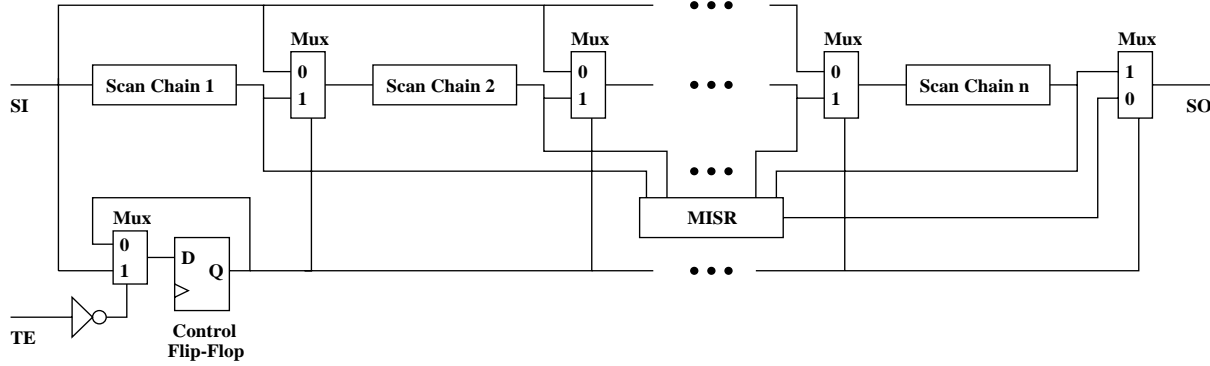 Mux
Mux
Mux
Mux
0
1
0
1
0
1
1
0
Scan Chain 1
Scan Chain 2
Scan Chain n
SI
SO
MISR
Mux
0
1
D
Q
TE
Control
Flip-Flop